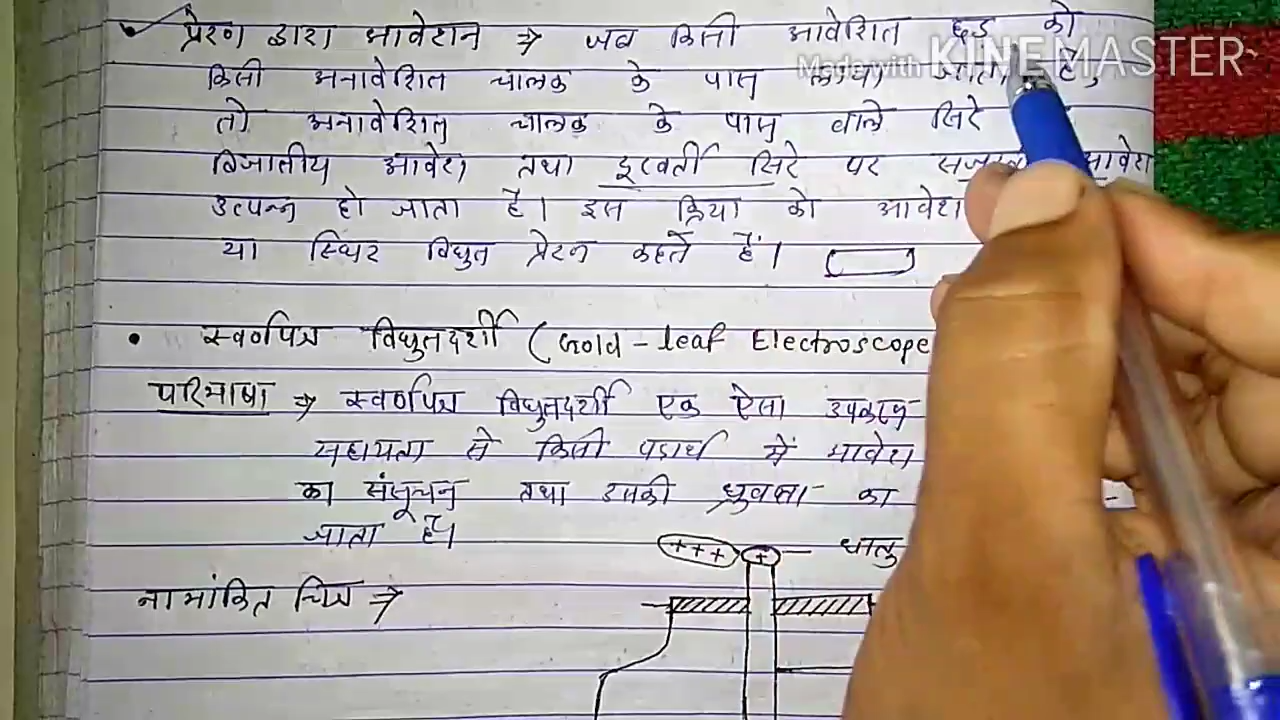 प्रेरण द्वारा आवेशन ⇒ जब किसी आवेशित छड़ को
Made with KINEMASTER
किसी अनावेशित चालक के पास लाया जाता है,
तो अनावेशित चालक के पास वाले सिरे
विजातीय आवेश तथा दूरवर्ती सिरे पर आवेश
उत्पन्न हो जाता है। इस क्रिया को आवेश
या स्थिर विधुत प्रेरन कहते हैं।
• स्वर्णपत्र विधुतदर्शी (Gold-leaf Electroscope
परिभाषा ⇒ स्वर्णपत्र विधुतदर्शी एक ऐसा उपकरण
सहायता से किसी पदार्थ में आवेश
का संसूचन तथा उसकी ध्रुवता का
जाता है।
+++ + धातु
नामांकित चित्र ⇒